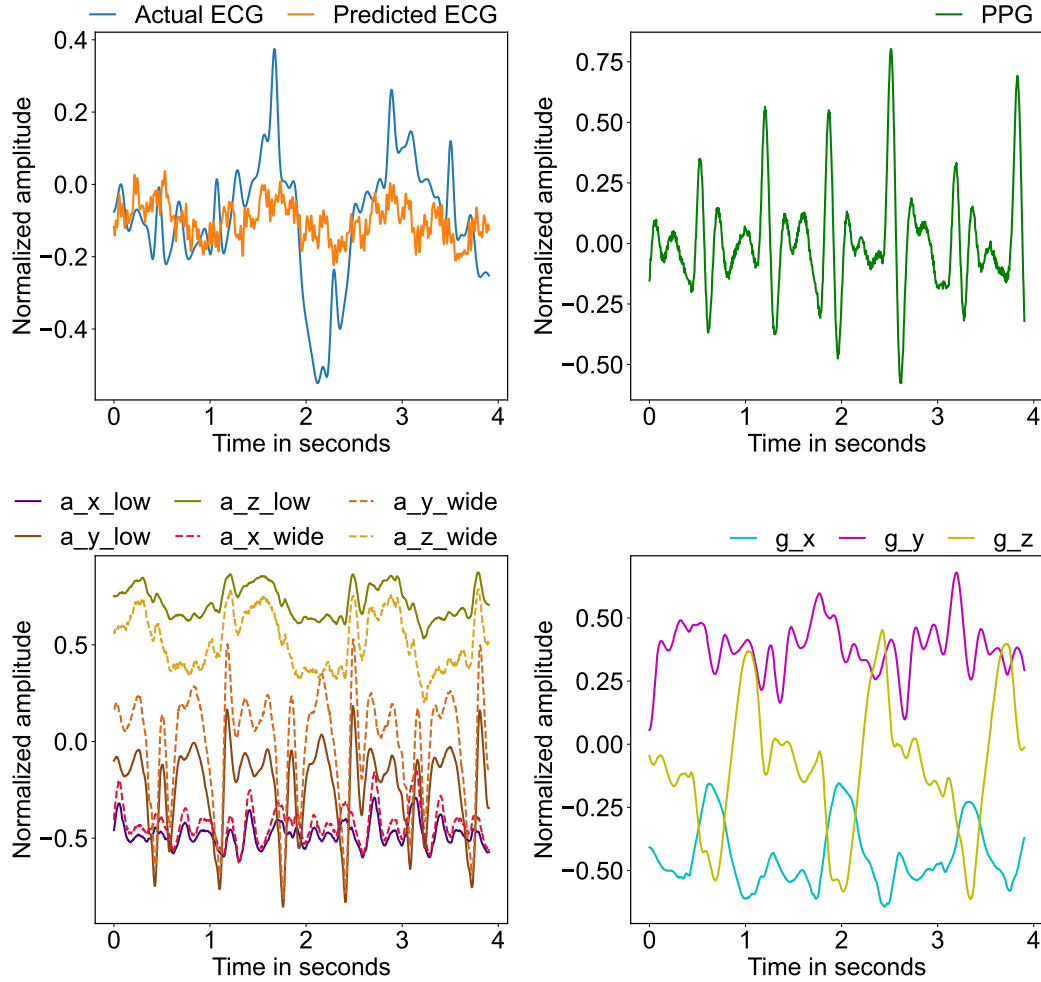 Actual ECG Predicted ECG
Normalized amplitude
0.4
0.2
0.0
−0.2
−0.4
0 1 2 3 4
Time in seconds
PPG
Normalized amplitude
0.75
0.50
0.25
0.00
−0.25
−0.50
0 1 2 3 4
Time in seconds
a_x_low a_z_low a_y_wide
a_y_low a_x_wide a_z_wide
Normalized amplitude
0.5
0.0
−0.5
0 1 2 3 4
Time in seconds
g_x g_y g_z
Normalized amplitude
0.50
0.25
0.00
−0.25
−0.50
0 1 2 3 4
Time in seconds